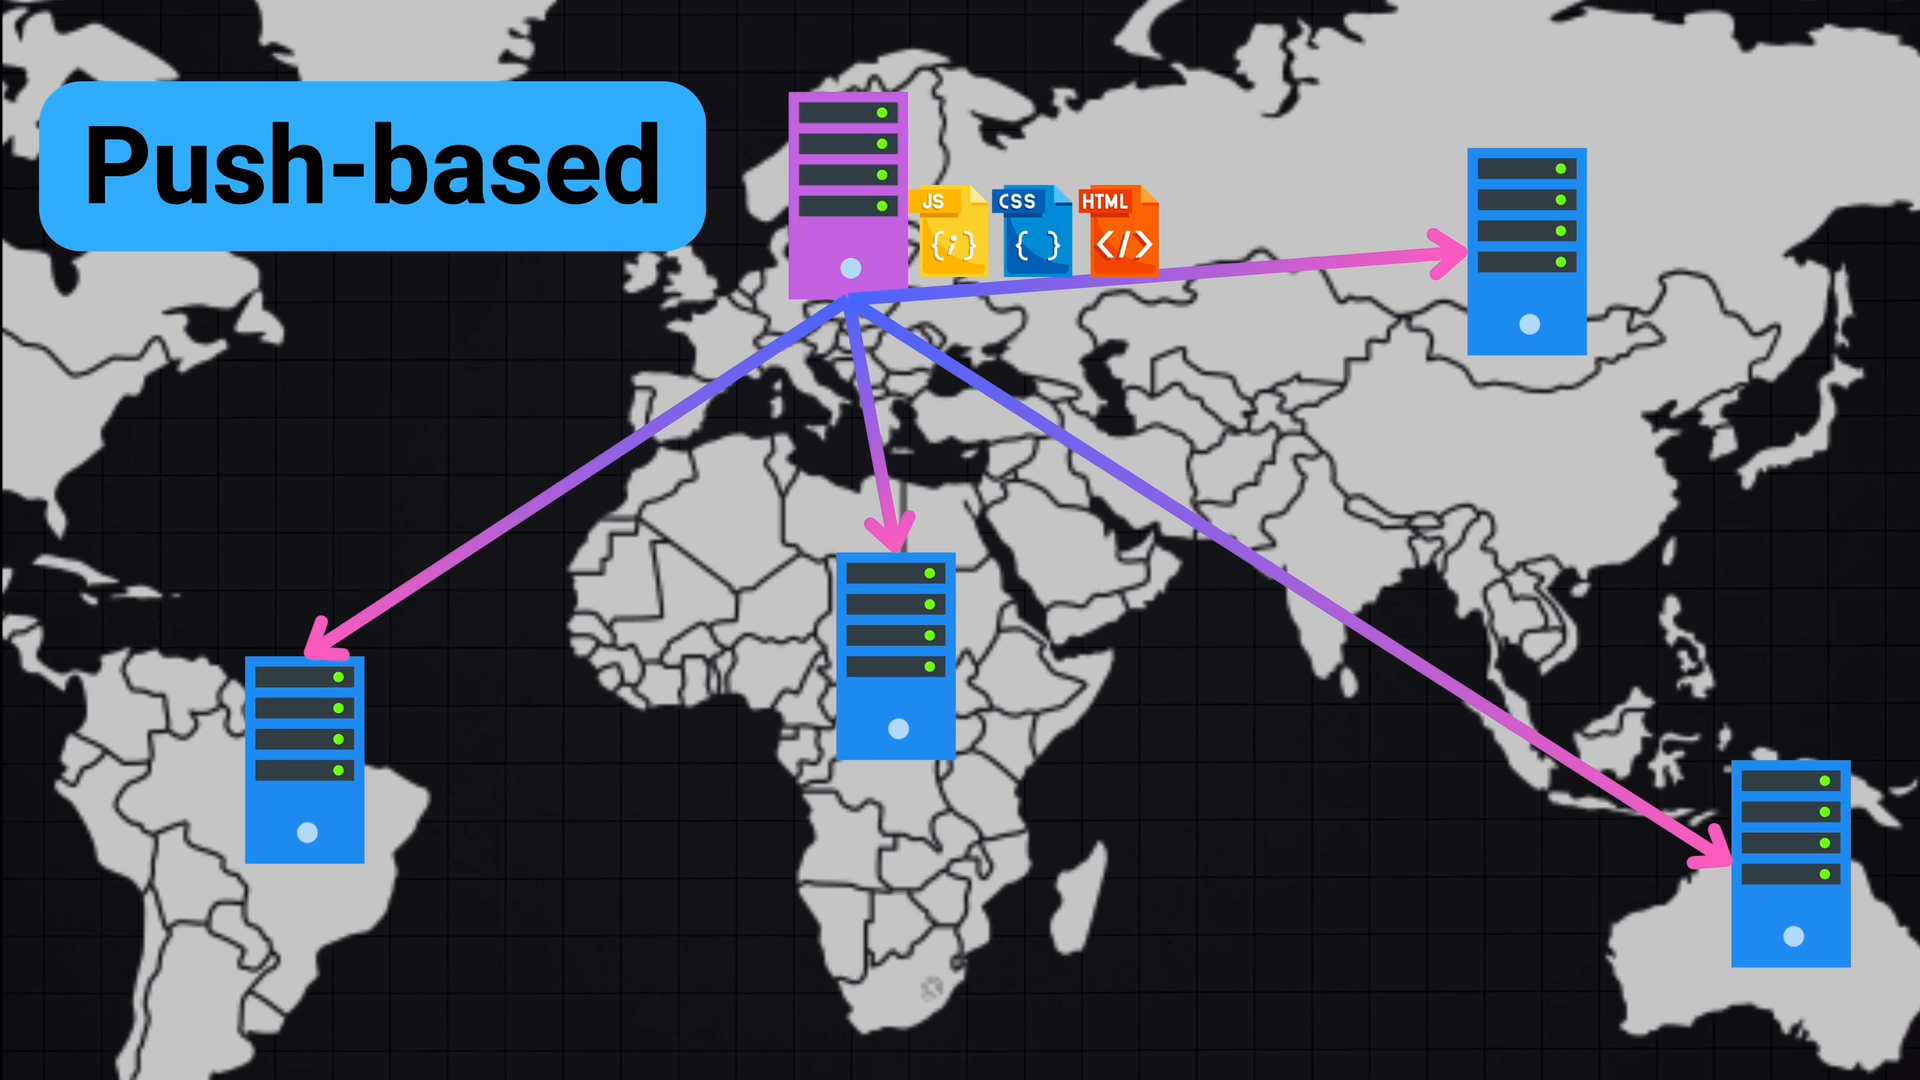 Push-based
JS
CSS
HTML
{;}
{ }
</>